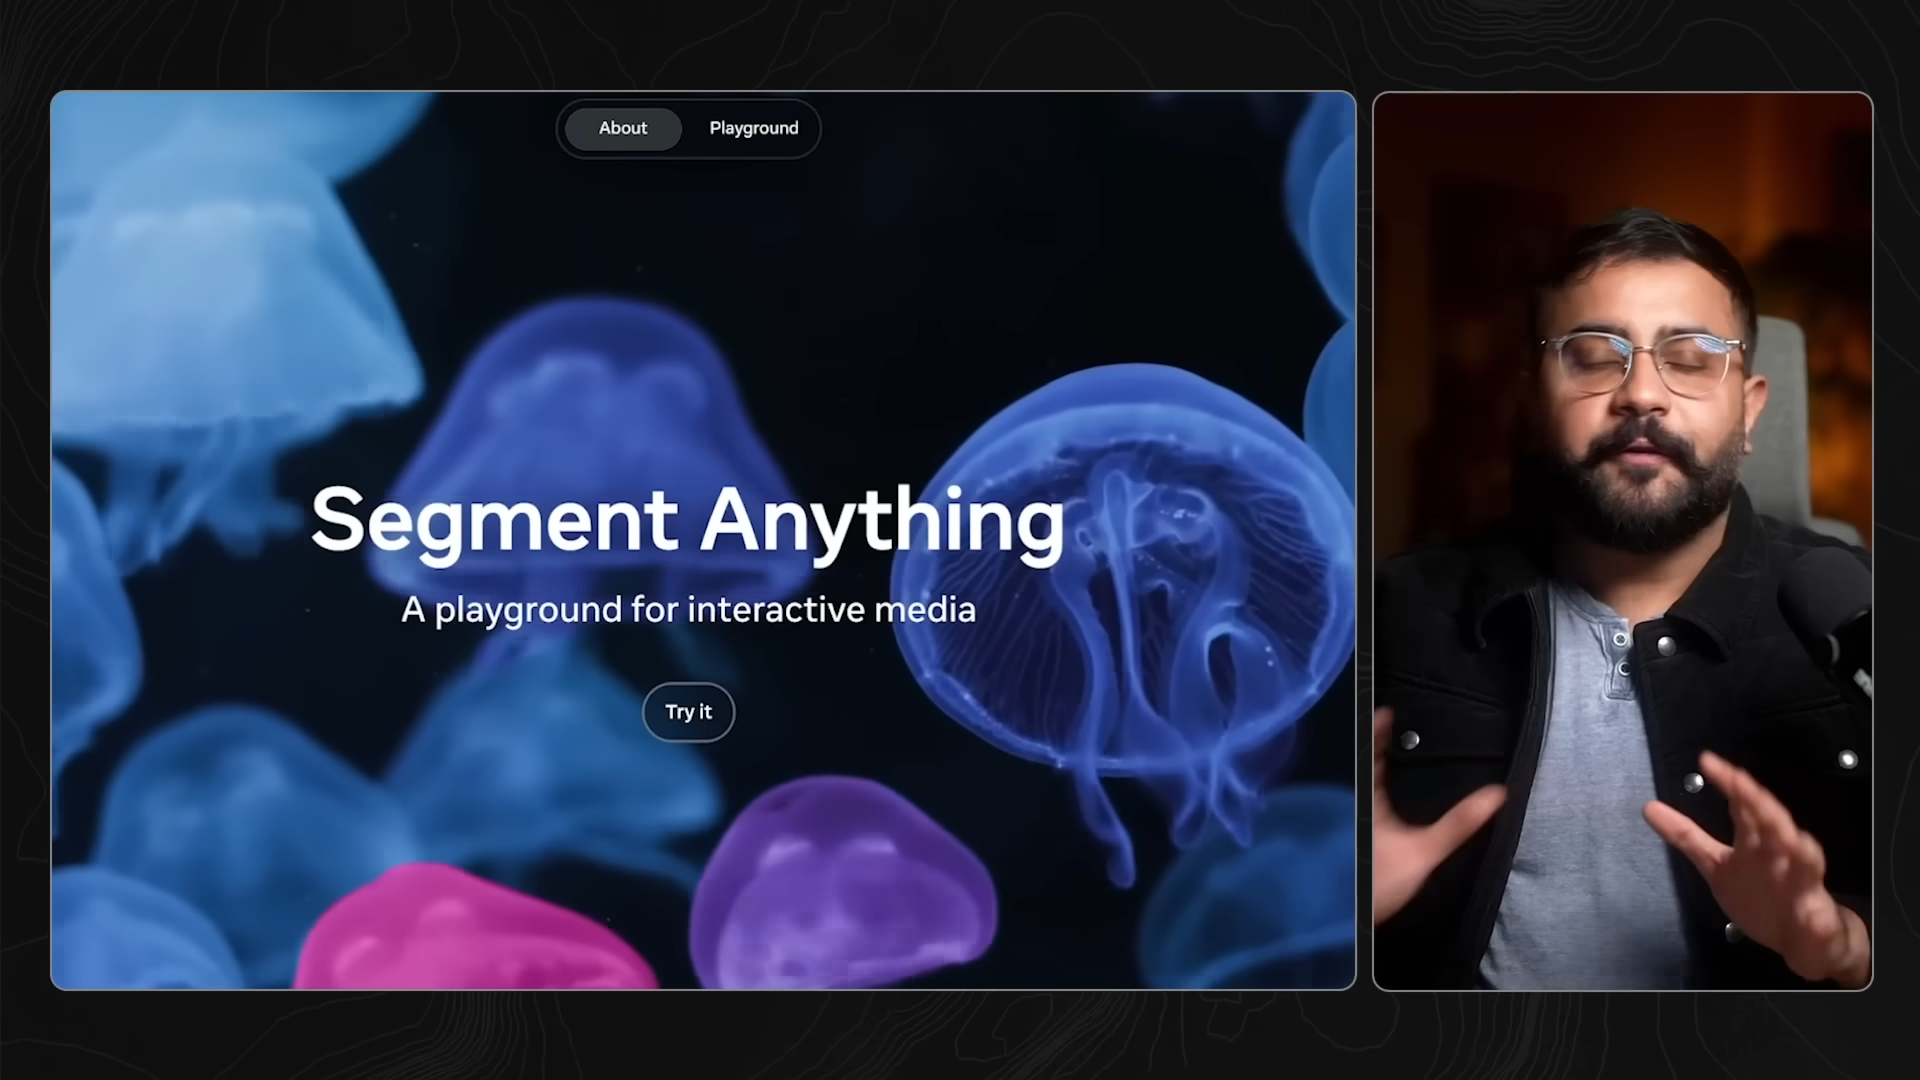 About
Playground
Segment Anything
A playground for interactive media
Try it